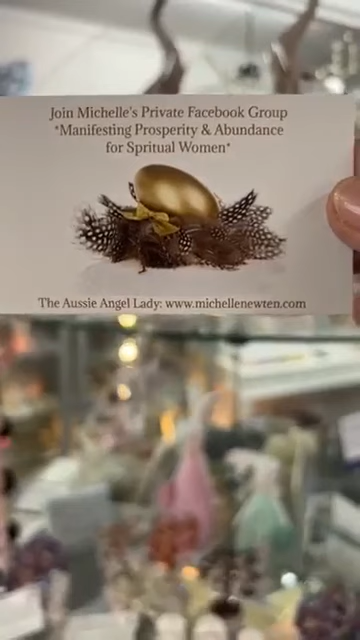 Join Michelle's Private Facebook Group
*Manifesting Prosperity & Abundance
for Spritual Women*
The Aussie Angel Lady: www.michellenewten.com